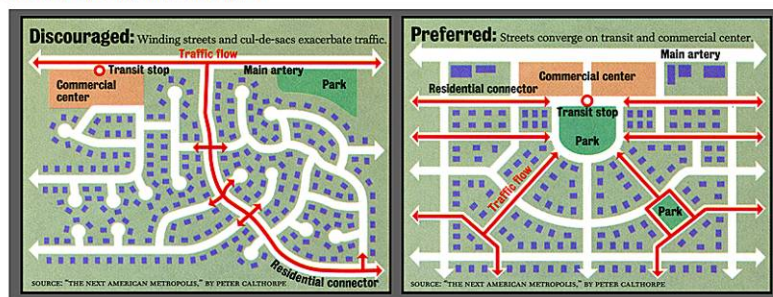 Discouraged: Winding streets and cul-de-sacs exacerbate traffic.
Traffic flow
Transit stop
Main artery
Commercial
center
Park
Residential connector
SOURCE: "THE NEXT AMERICAN METROPOLIS," BY PETER CALTHORPE
Preferred: Streets converge on transit and commercial center.
Main artery
Residential connector
Commercial center
Transit stop
Park
Traffic flow
Park
SOURCE: "THE NEXT AMERICAN METROPOLIS," BY PETER CALTHORPE